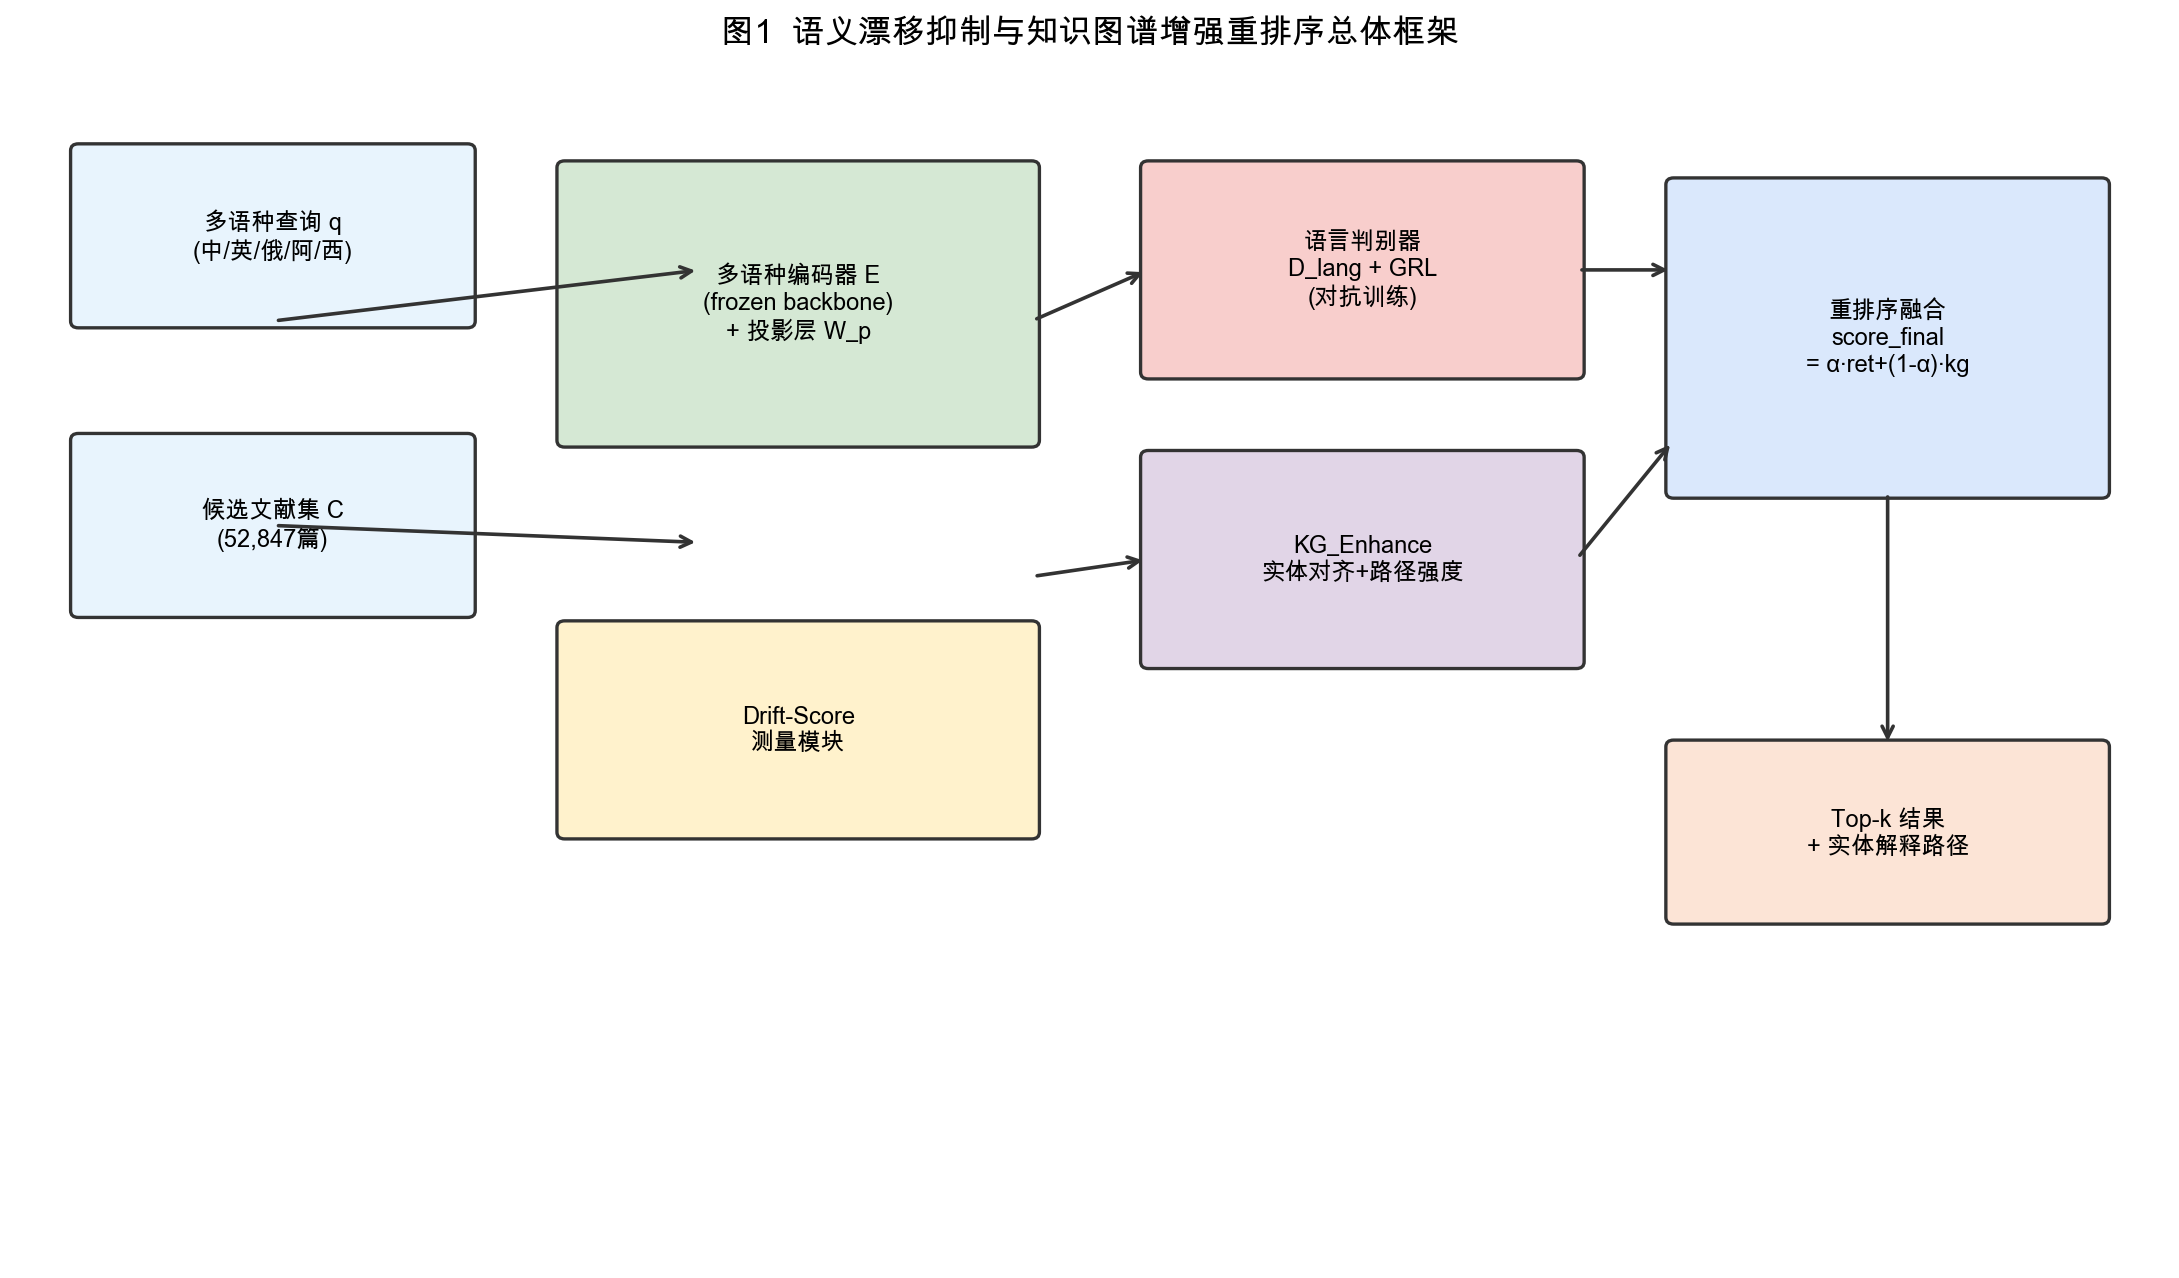 图1 语义漂移抑制与知识图谱增强重排序总体框架
多语种查询 q
(中/英/俄/阿/西)
多语种编码器 E
(frozen backbone)
+ 投影层 W_p
语言判别器
D_lang + GRL
(对抗训练)
重排序融合
score_final
= α·ret+(1-α)·kg
候选文献集 C
(52,847篇)
KG_Enhance
实体对齐+路径强度
Drift-Score
测量模块
Top-k 结果
+ 实体解释路径